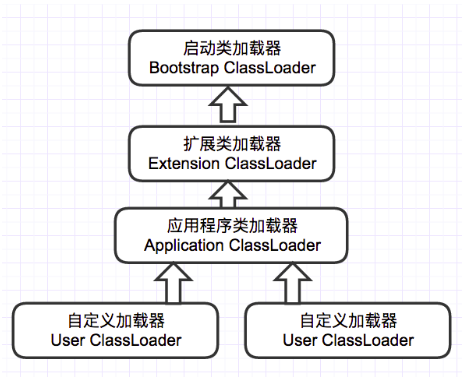 启动类加载器
Bootstrap ClassLoader
扩展类加载器
Extension ClassLoader
应用程序类加载器
Application ClassLoader
自定义加载器
User ClassLoader
自定义加载器
User ClassLoader